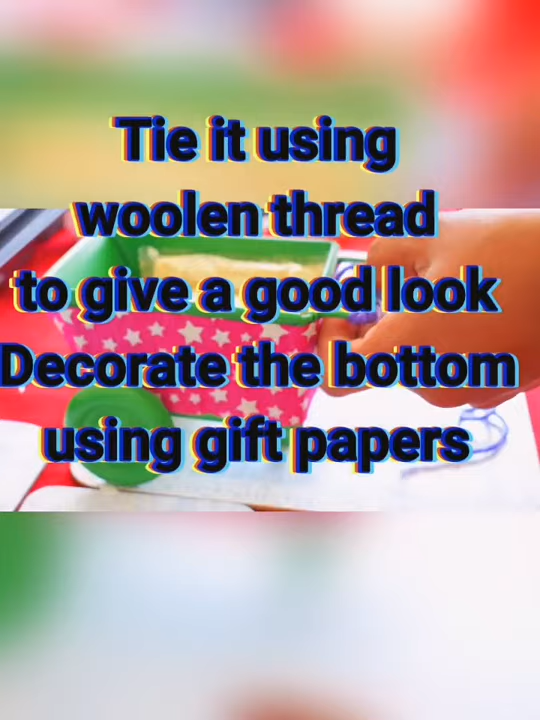 Tie it using
woolen thread
to give a good look
Decorate the bottom
using gift papers